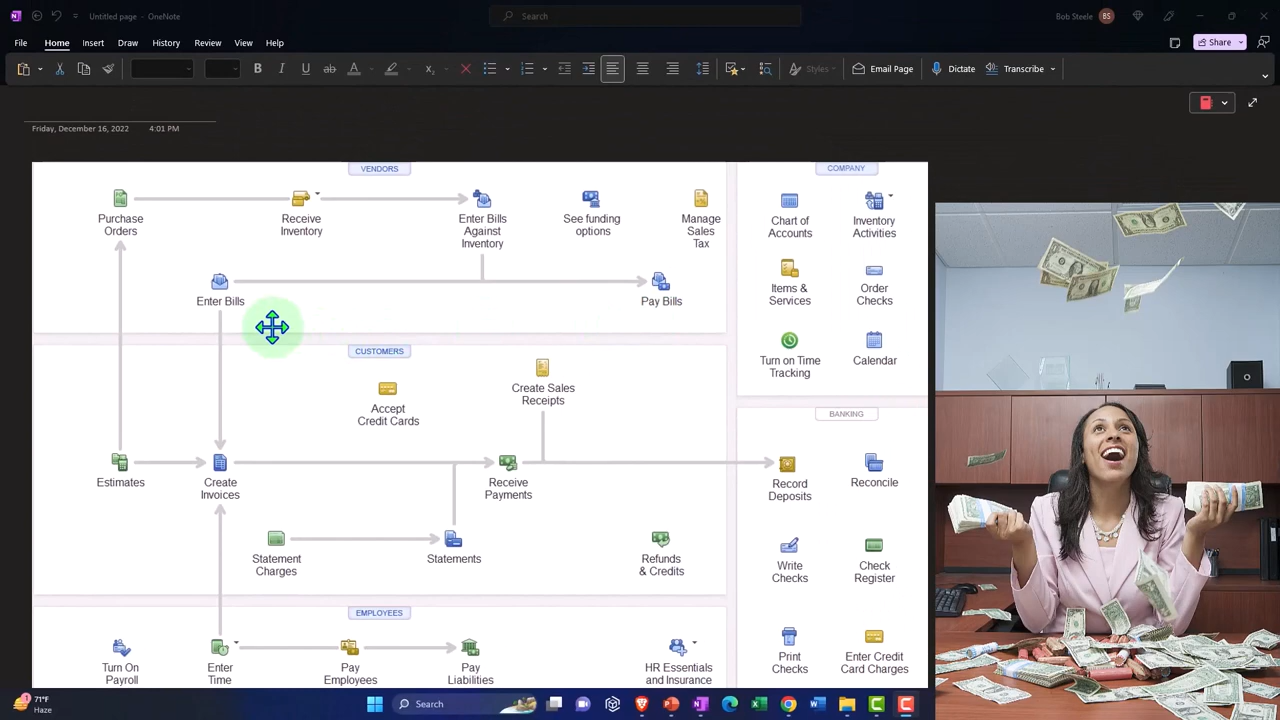 Untitled page - OneNote
Search
Bob Steele
BS
File
Home
Insert
Draw
History
Review
View
Help
Share
B
I
U
ab
A
x
Styles
Email Page
Dictate
Transcribe
Friday, December 16, 2022
4:01 PM
VENDORS
COMPANY
Purchase
Orders
Receive
Inventory
Enter Bills
Against
Inventory
See funding
options
Manage
Sales
Tax
Chart of
Accounts
Inventory
Activities
Enter Bills
Pay Bills
Items &
Services
Order
Checks
CUSTOMERS
Turn on Time
Tracking
Calendar
Accept
Credit Cards
Create Sales
Receipts
BANKING
Estimates
Create
Invoices
Receive
Payments
Record
Deposits
Reconcile
Statement
Charges
Statements
Refunds
& Credits
Write
Checks
Check
Register
EMPLOYEES
Turn On
Payroll
Enter
Time
Pay
Employees
Pay
Liabilities
HR Essentials
and Insurance
Print
Checks
Enter Credit
Card Charges
71°F
Haze
Search